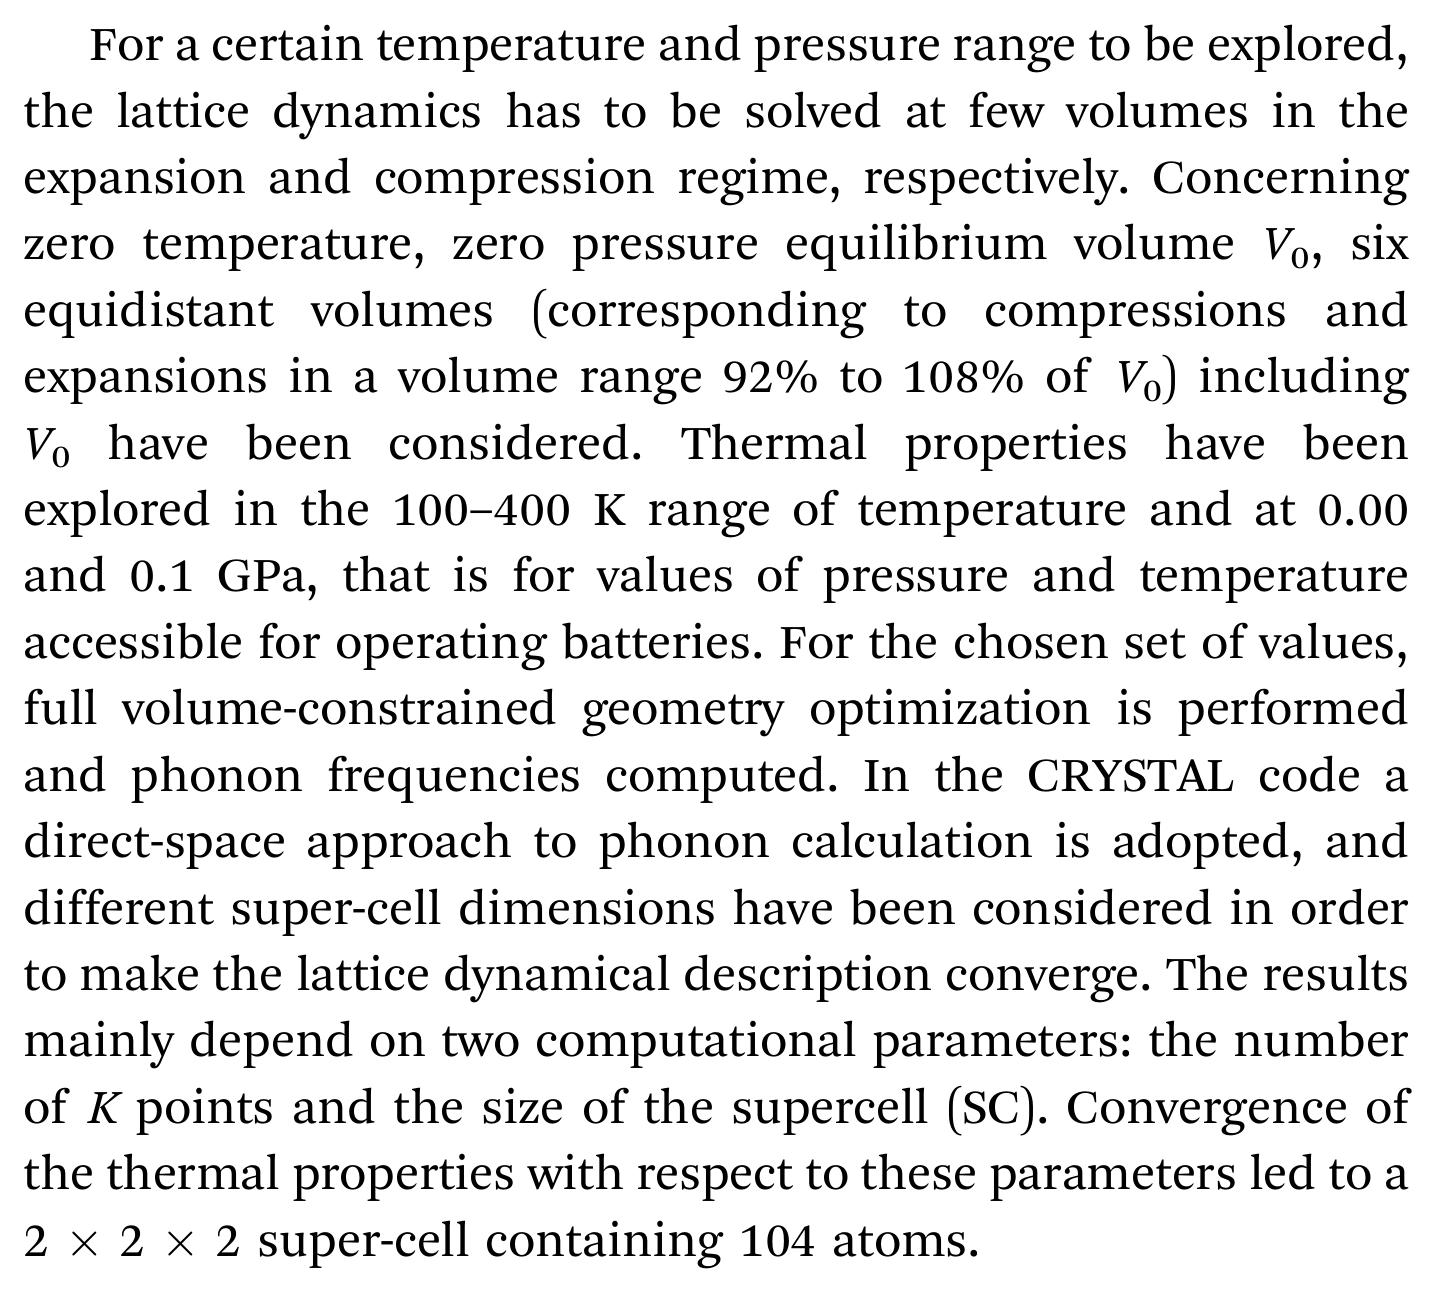 For a certain temperature and pressure range to be explored,
the lattice dynamics has to be solved at few volumes in the
expansion and compression regime, respectively. Concerning
zero temperature, zero pressure equilibrium volume V₀, six
equidistant volumes (corresponding to compressions and
expansions in a volume range 92% to 108% of V₀) including
V₀ have been considered. Thermal properties have been
explored in the 100–400 K range of temperature and at 0.00
and 0.1 GPa, that is for values of pressure and temperature
accessible for operating batteries. For the chosen set of values,
full volume-constrained geometry optimization is performed
and phonon frequencies computed. In the CRYSTAL code a
direct-space approach to phonon calculation is adopted, and
different super-cell dimensions have been considered in order
to make the lattice dynamical description converge. The results
mainly depend on two computational parameters: the number
of K points and the size of the supercell (SC). Convergence of
the thermal properties with respect to these parameters led to a
2 × 2 × 2 super-cell containing 104 atoms.